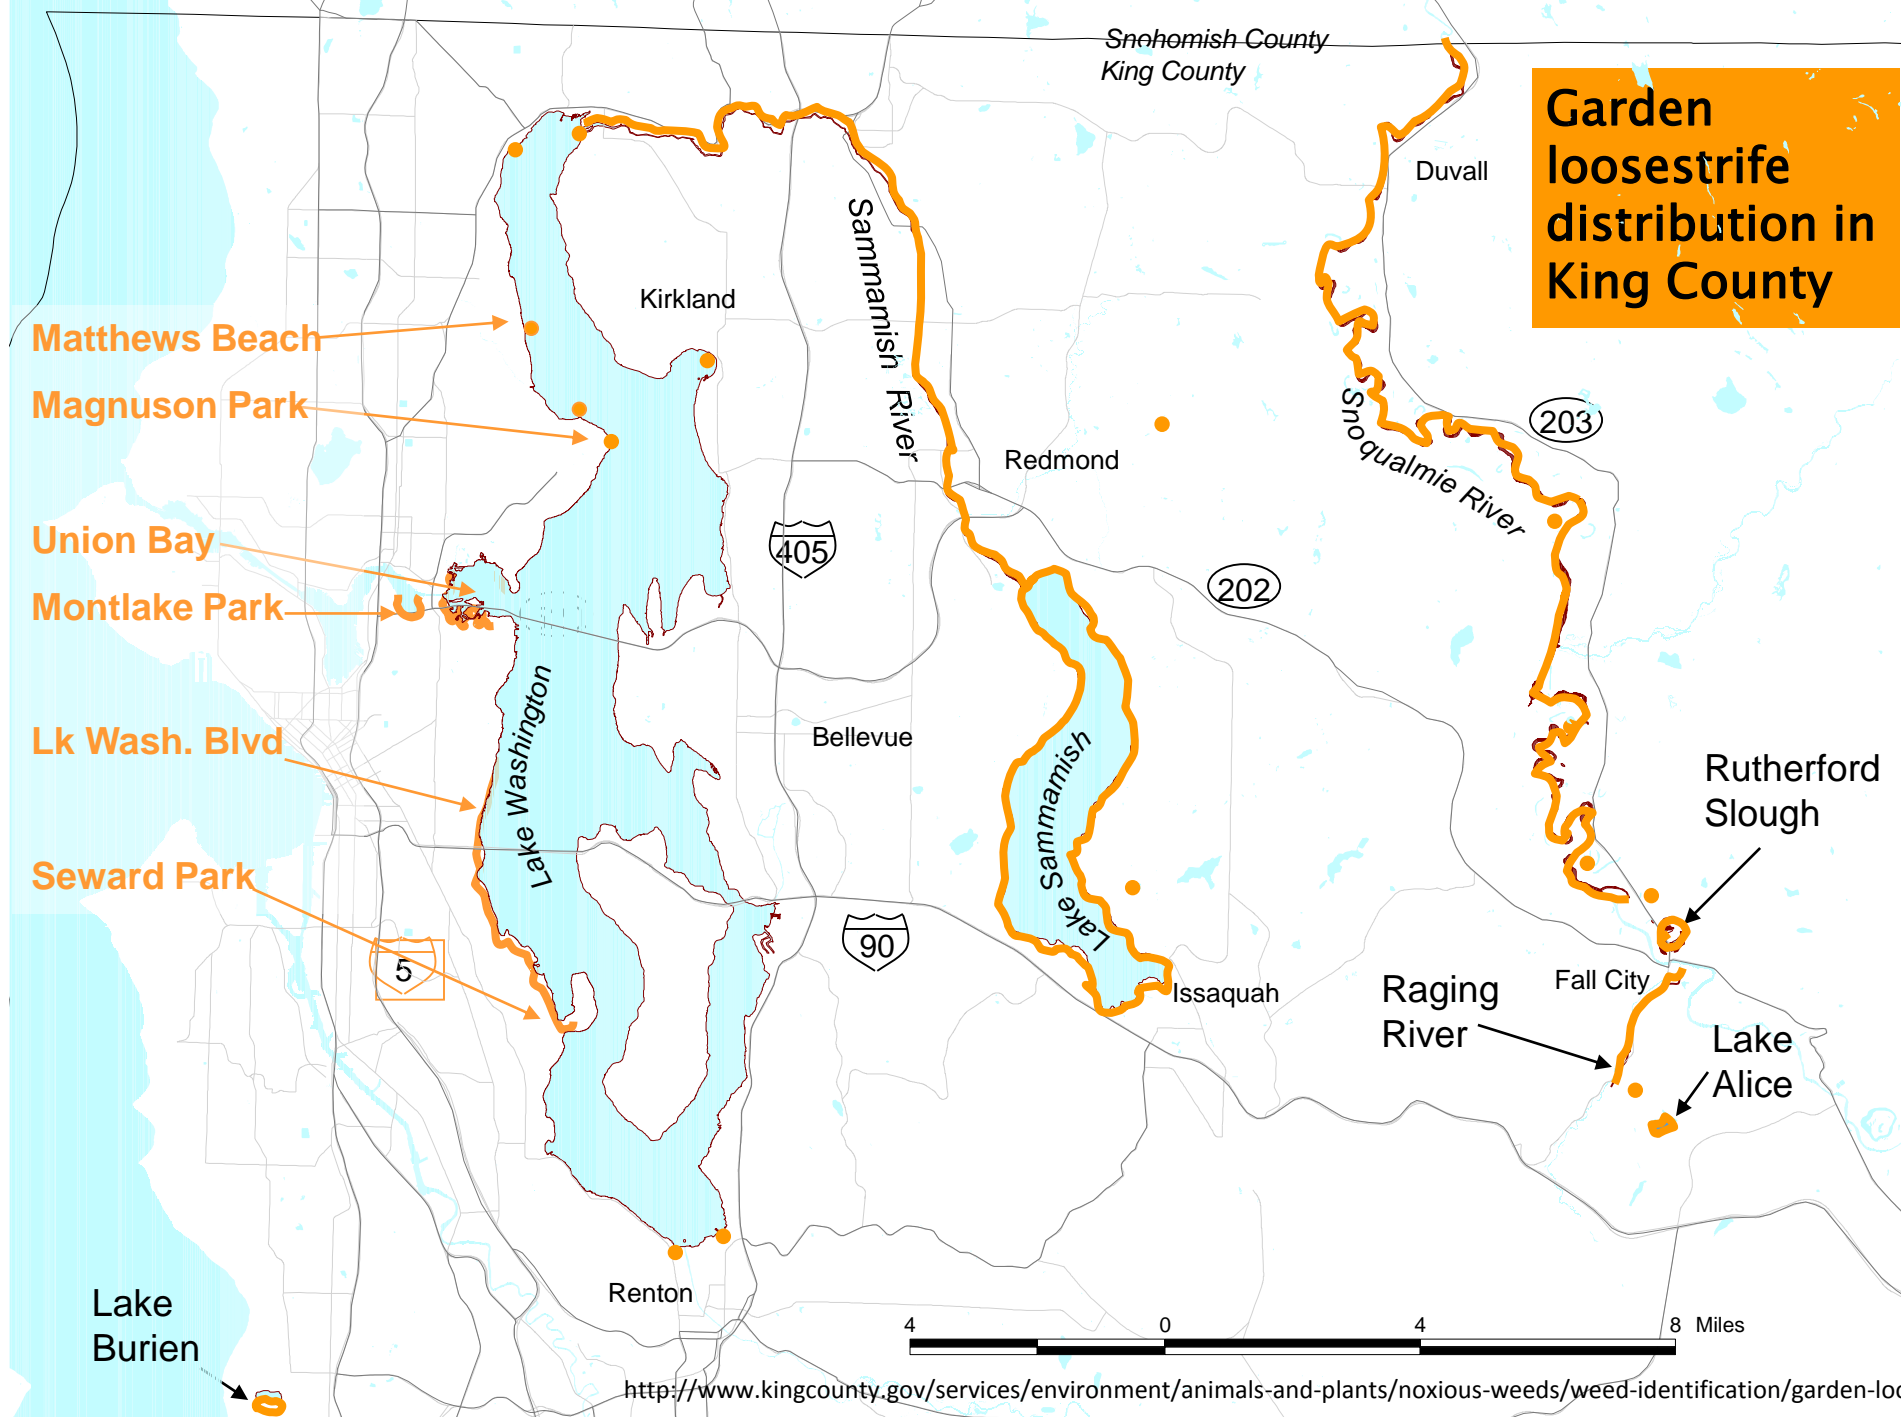 Snohomish County
King County
Garden
loosestrife
distribution in
King County
Duvall
Sammamish River
Kirkland
Matthews Beach
Magnuson Park
Snoqualmie River
203
Redmond
Union Bay
405
202
Montlake Park
Lake Washington
Lk Wash. Blvd
Bellevue
Lake Sammamish
Rutherford
Slough
Seward Park
90
5
Fall City
Issaquah
Raging
River
Lake
Alice
Renton
Lake
Burien
4 0 4 8 Miles
http://www.kingcounty.gov/services/environment/animals-and-plants/noxious-weeds/weed-identification/garden-loo